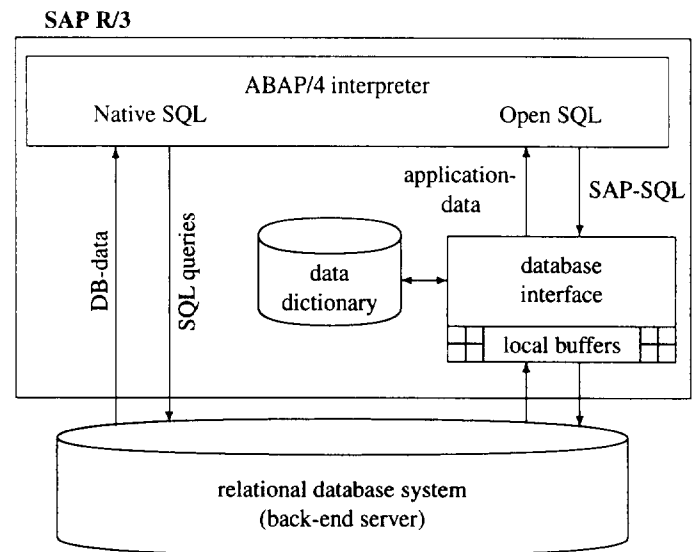 SAP R/3
ABAP/4 interpreter
Native SQL
Open SQL
application-
data
SAP-SQL
DB-data
SQL queries
data
dictionary
database
interface
local buffers
relational database system
(back-end server)